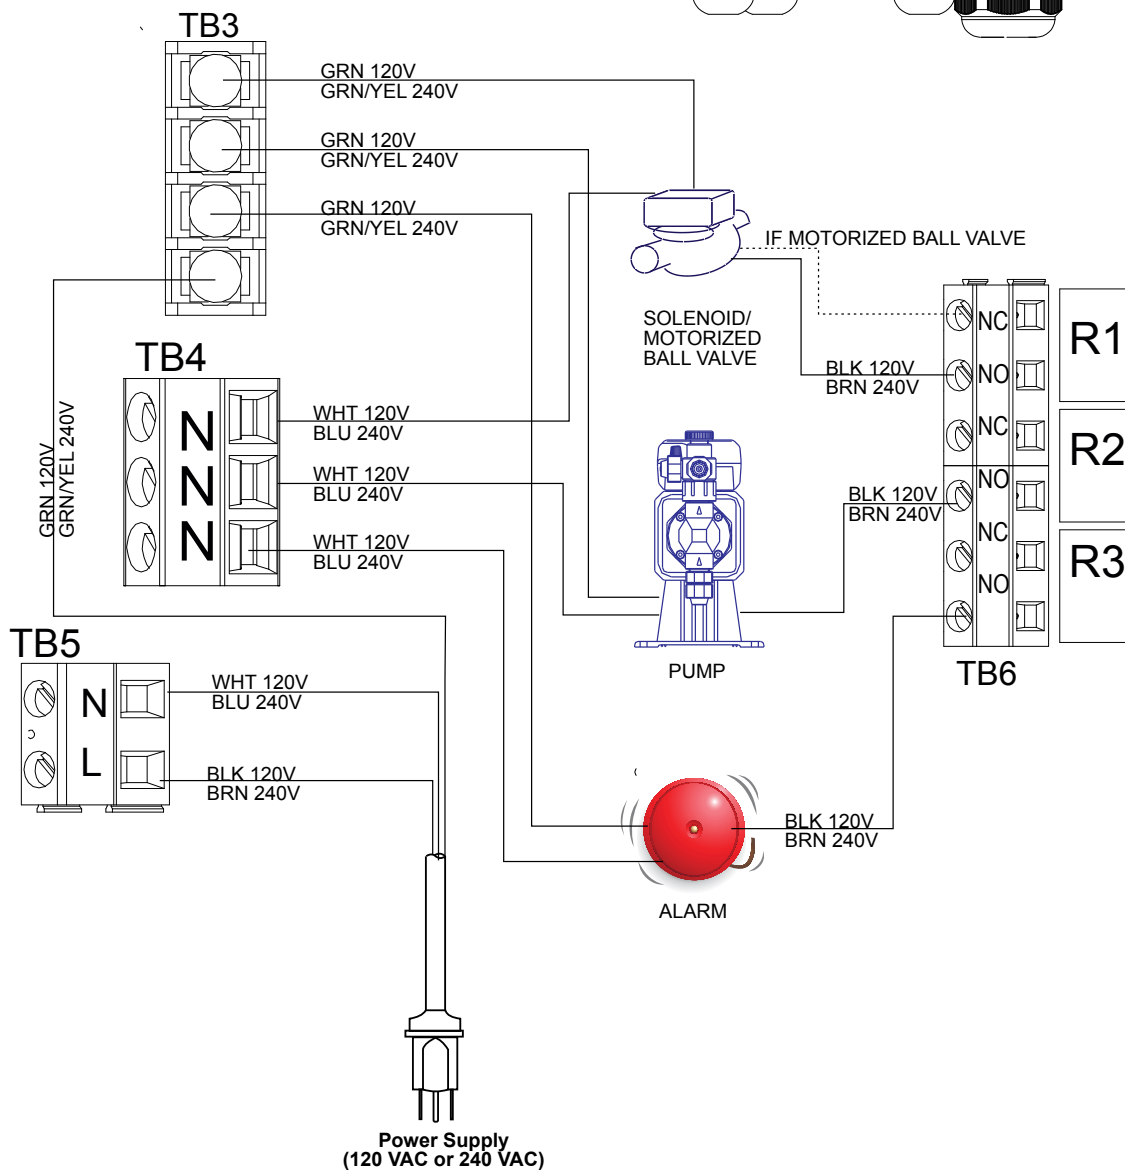 TB3
GRN 120V
GRN/YEL 240V
GRN 120V
GRN/YEL 240V
GRN 120V
GRN/YEL 240V
IF MOTORIZED BALL VALVE
SOLENOID/
MOTORIZED
BALL VALVE
NC
R1
NO
BLK 120V
BRN 240V
NC
R2
NO
BLK 120V
BRN 240V
NC
R3
NO
TB6
TB4
N
WHT 120V
BLU 240V
N
WHT 120V
BLU 240V
N
WHT 120V
BLU 240V
GRN 120V
GRN/YEL 240V
PUMP
TB5
N
WHT 120V
BLU 240V
L
BLK 120V
BRN 240V
BLK 120V
BRN 240V
ALARM
Power Supply
(120 VAC or 240 VAC)